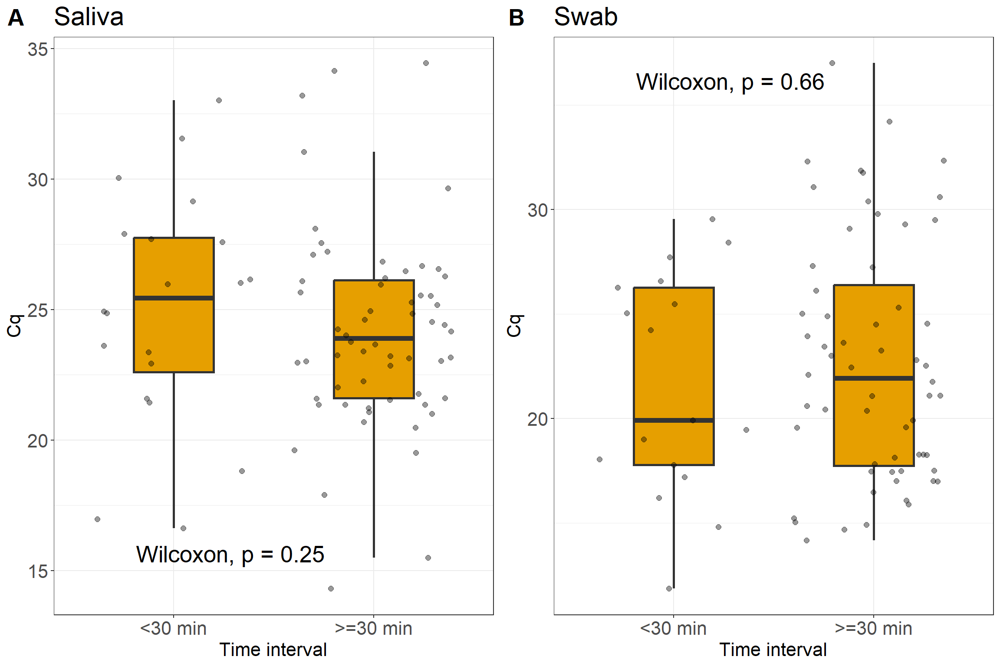 A Saliva
35
30
25
20
15
Cq
Wilcoxon, p = 0.25
<30 min >=30 min
Time interval
B Swab
30
20
Cq
Wilcoxon, p = 0.66
<30 min >=30 min
Time interval